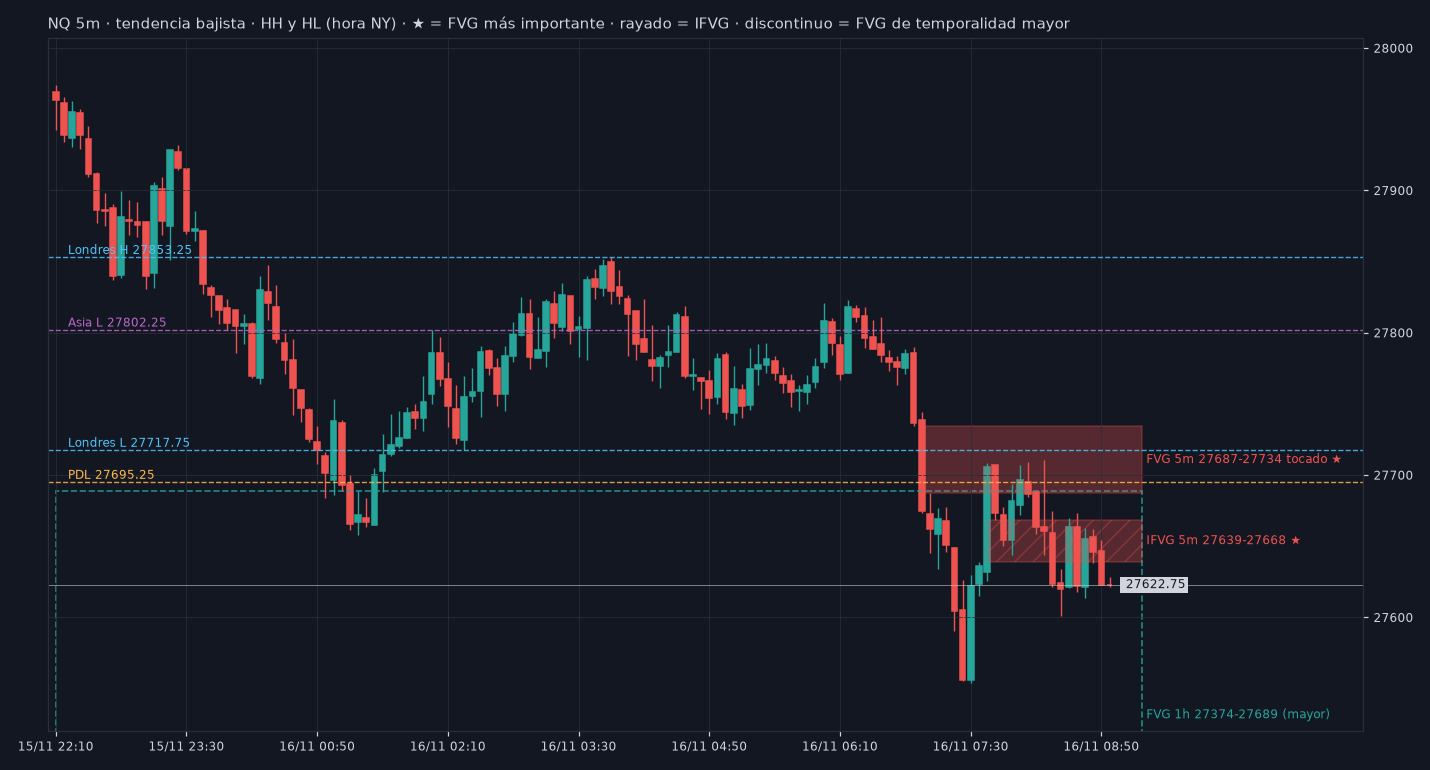 NQ 5m · tendencia bajista · HH y HL (hora NY) · ★ = FVG más importante · rayado = IFVG · discontinuo = FVG de temporalidad mayor
28000
27900
Londres H 27853.25
Asia L 27802.25
27800
Londres L 27717.75
FVG 5m 27687-27734 tocado ★
PDL 27695.25
27700
IFVG 5m 27639-27668 ★
27622.75
27600
FVG 1h 27374-27689 (mayor)
15/11 22:10
15/11 23:30
16/11 00:50
16/11 02:10
16/11 03:30
16/11 04:50
16/11 06:10
16/11 07:30
16/11 08:50